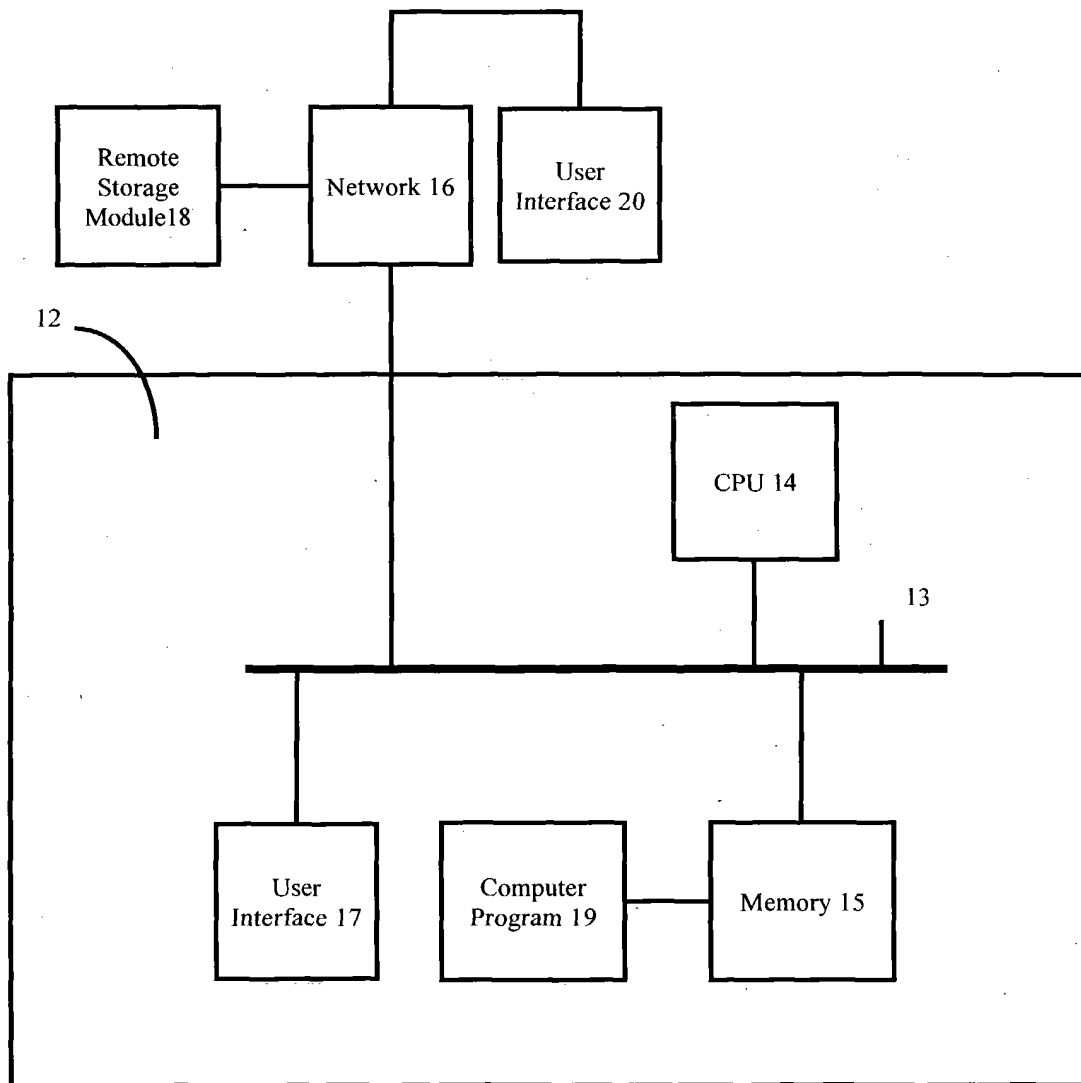 Remote
Storage
Module18
Network 16
User
Interface 20
12
CPU 14
13
User
Interface 17
Computer
Program 19
Memory 15